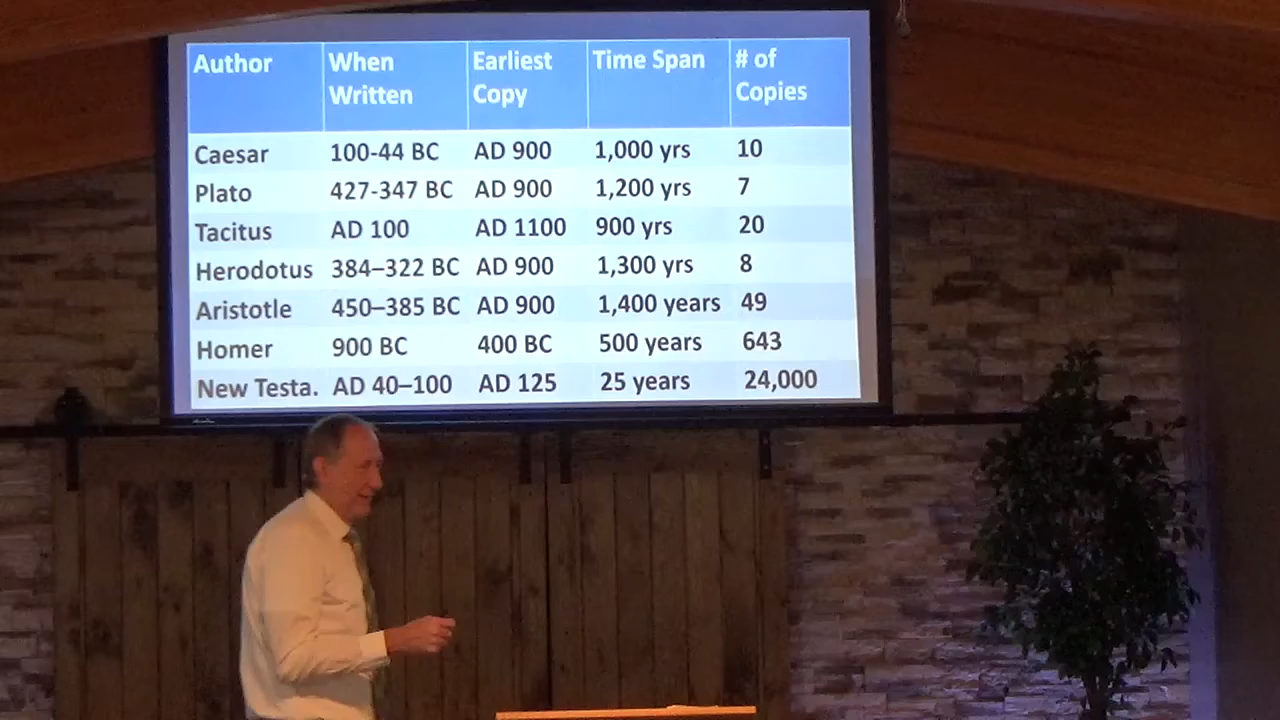 Author When Written Earliest Copy Time Span # of Copies
Caesar 100-44 BC AD 900 1,000 yrs 10
Plato 427-347 BC AD 900 1,200 yrs 7
Tacitus AD 100 AD 1100 900 yrs 20
Herodotus 384–322 BC AD 900 1,300 yrs 8
Aristotle 450–385 BC AD 900 1,400 years 49
Homer 900 BC 400 BC 500 years 643
New Testa. AD 40–100 AD 125 25 years 24,000